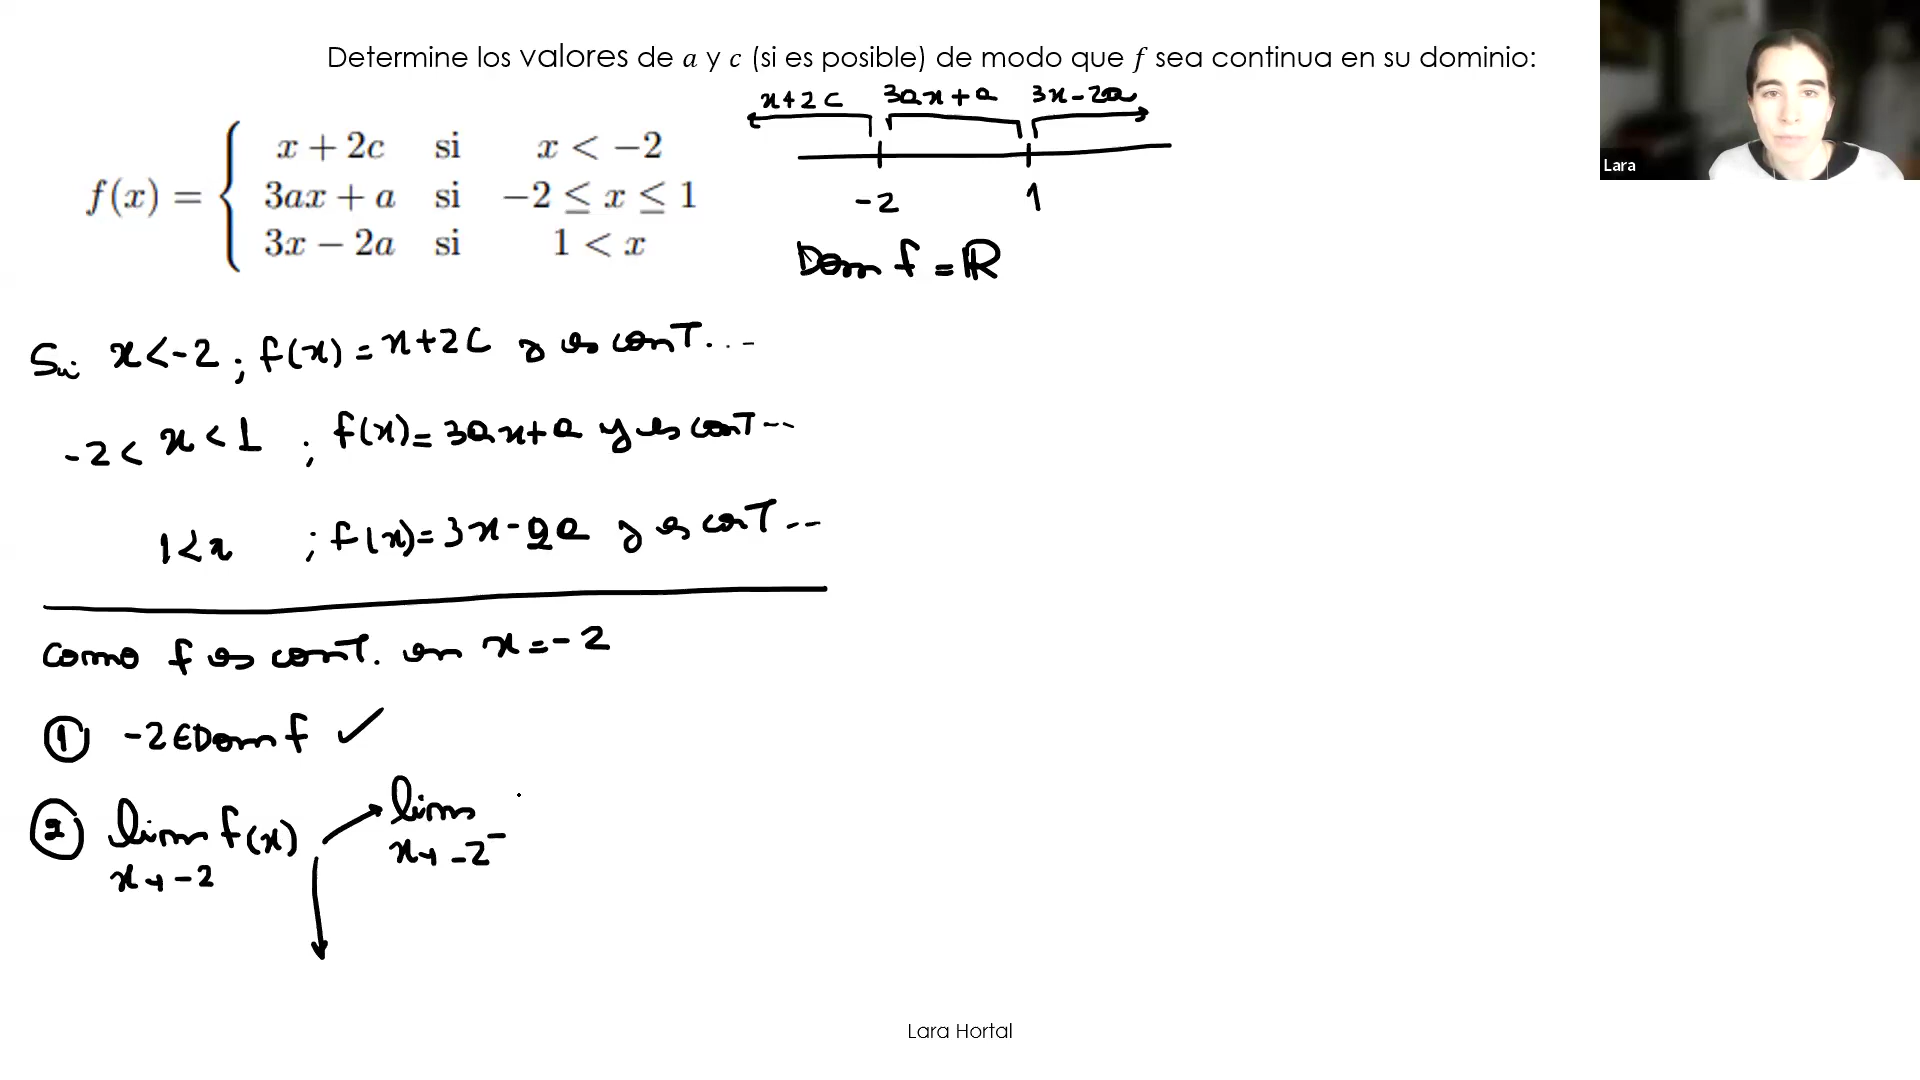 Determine los valores de a y c (si es posible) de modo que f sea continua en su dominio:
x+2c 3ax+a 3x-2a
-2 1
Dom f = ℝ
f(x) = { x + 2c si x < −2
3ax + a si −2 ≤ x ≤ 1
3x − 2a si 1 < x
Lara
Si x<-2 ; f(x) = x+2c y es cont. ...
-2 < x < 1 ; f(x) = 3ax+a y es cont ...
1<x ; f(x) = 3x-2a y es cont ...
como f es cont. en x = -2
① -2 ∈ Dom f ✓
② lim f(x) → lim
x→-2 x→-2⁻
Lara Hortal